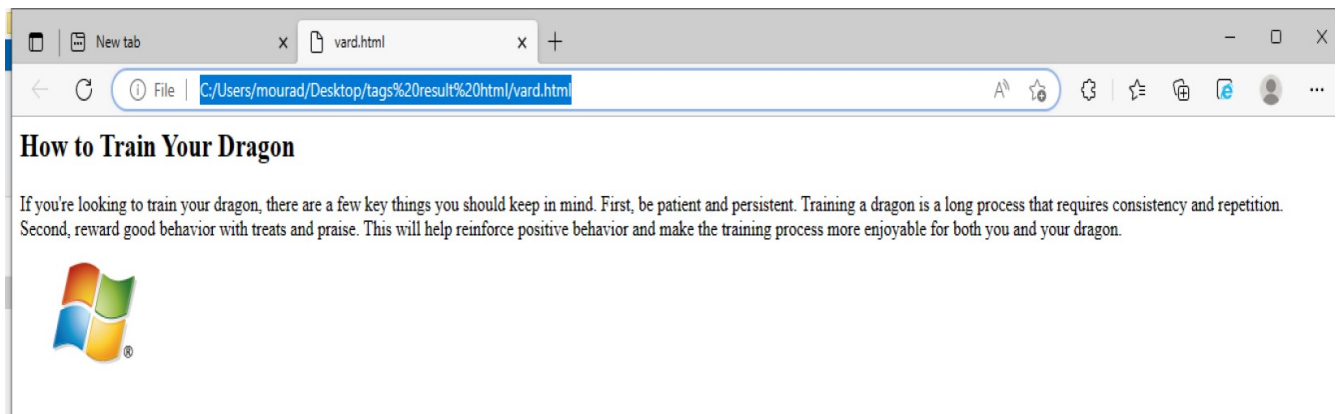 New tab
vard.html
File
C:/Users/mourad/Desktop/tags%20result%20html/vard.html
How to Train Your Dragon
If you're looking to train your dragon, there are a few key things you should keep in mind. First, be patient and persistent. Training a dragon is a long process that requires consistency and repetition.
Second, reward good behavior with treats and praise. This will help reinforce positive behavior and make the training process more enjoyable for both you and your dragon.
®